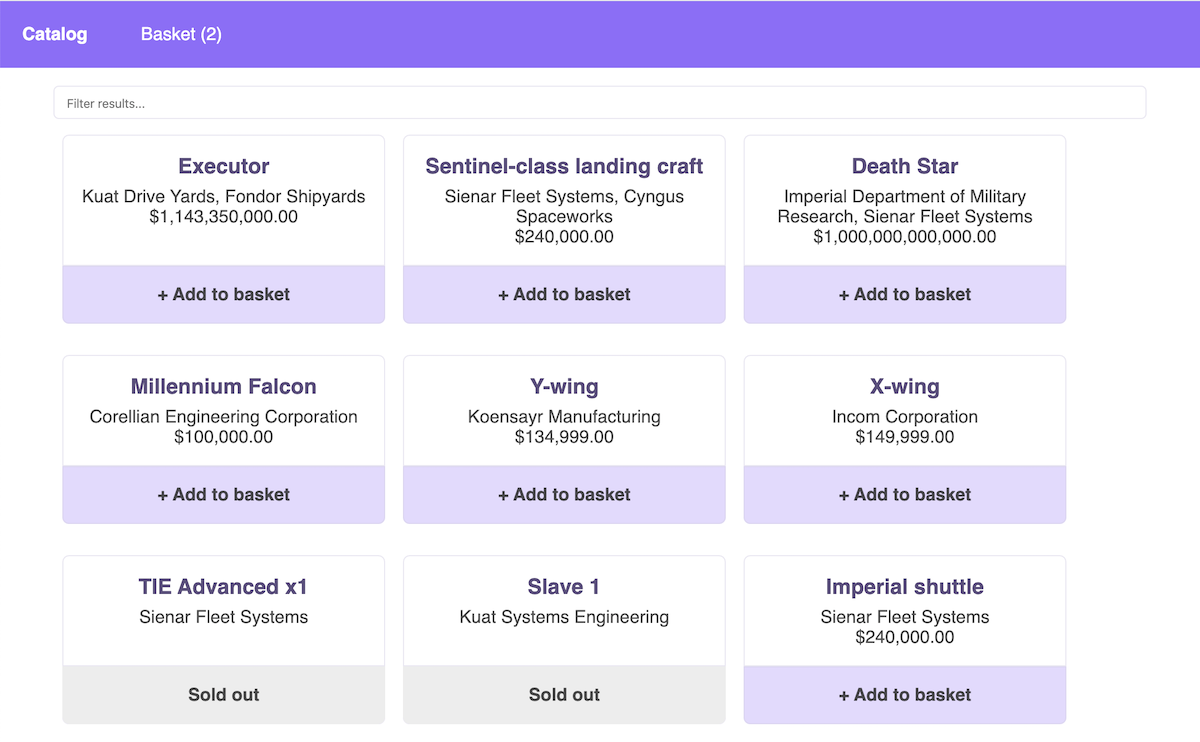 Catalog
Basket (2)
Filter results...
Executor
Kuat Drive Yards, Fondor Shipyards
$1,143,350,000.00
+ Add to basket
Sentinel-class landing craft
Sienar Fleet Systems, Cyngus
Spaceworks
$240,000.00
+ Add to basket
Death Star
Imperial Department of Military
Research, Sienar Fleet Systems
$1,000,000,000,000.00
+ Add to basket
Millennium Falcon
Corellian Engineering Corporation
$100,000.00
+ Add to basket
Y-wing
Koensayr Manufacturing
$134,999.00
+ Add to basket
X-wing
Incom Corporation
$149,999.00
+ Add to basket
TIE Advanced x1
Sienar Fleet Systems
Sold out
Slave 1
Kuat Systems Engineering
Sold out
Imperial shuttle
Sienar Fleet Systems
$240,000.00
+ Add to basket